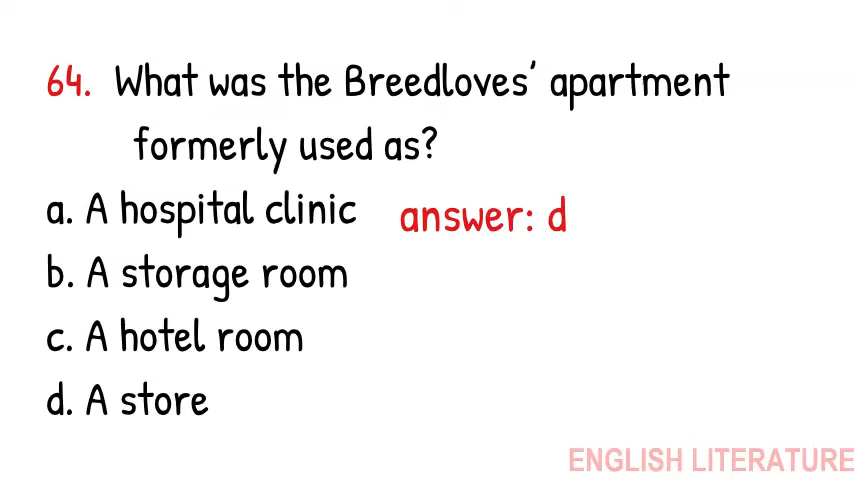 64. What was the Breedloves' apartment
formerly used as?
a. A hospital clinic
answer: d
b. A storage room
c. A hotel room
d. A store
ENGLISH LITERATURE